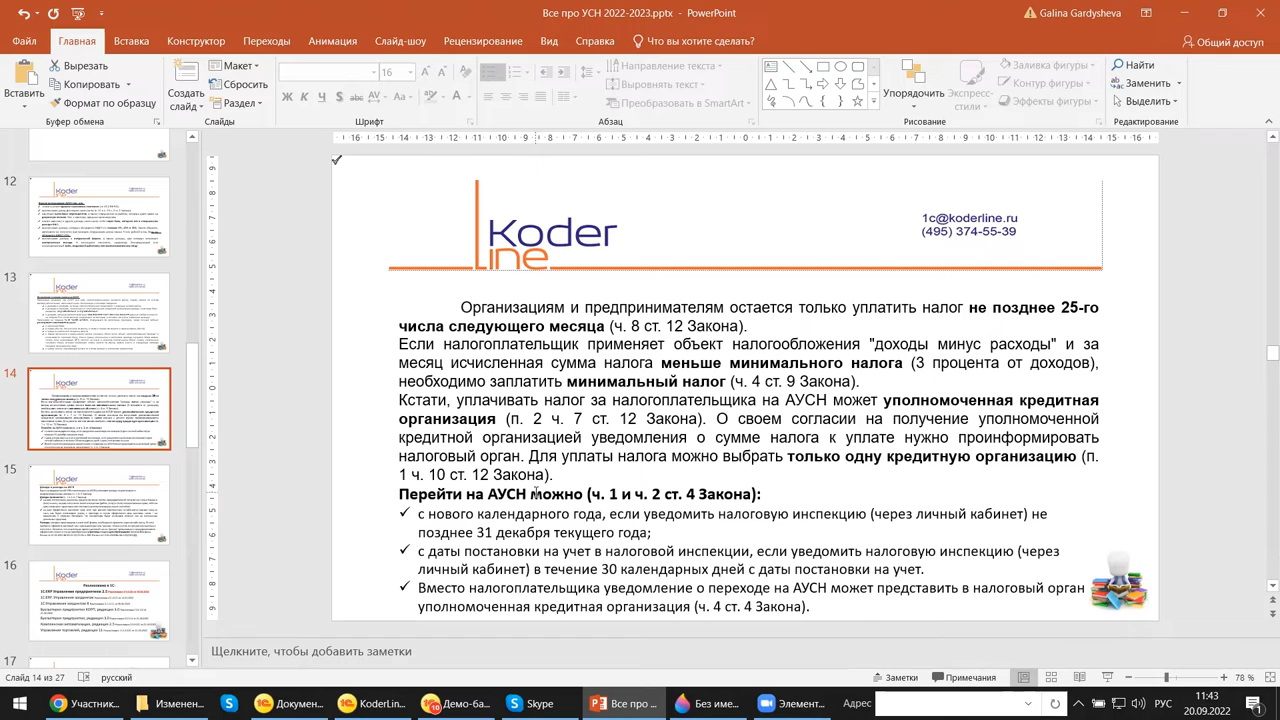 Все про АУСН - PowerPoint
Galina Gardysheva
Файл Главная Вставка Конструктор Переходы Анимация Слайд-шоу Рецензирование Вид Справка Что вы хотите сделать? Общий доступ
Вставить
Вырезать
Копировать
Формат по образцу
Буфер обмена
Создать слайд
Макет
Сбросить
Раздел
Слайды
16
Шрифт
Направление текста
Выровнять текст
Преобразовать в SmartArt
Абзац
Упорядочить
Экспресс-стили
Заливка фигуры
Контур фигуры
Эффекты фигуры
Рисование
Найти
Заменить
Выделить
Редактирование
12
13
14
15
16
17
Koder
line
1c@koderline.ru
(495) 374-55-39
Организациям и предпринимателям остается только уплатить налог не позднее 25-го
числа следующего месяца (ч. 8 ст. 12 Закона).
Если налогоплательщик применяет объект налогообложения "доходы минус расходы" и за
месяц исчисленная сумма налога меньше минимального налога (3 процента от доходов),
необходимо заплатить минимальный налог (ч. 4 ст. 9 Закона).
Кстати, уплачивать налог за налогоплательщика на АУСН может уполномоченная кредитная
организация (п. 2 ч. 7 ст. 12 Закона). О своем согласии на получение уполномоченной
кредитной организацией уведомления о сумме налога к уплате нужно проинформировать
налоговый орган. Для уплаты налога можно выбрать только одну кредитную организацию (п.
1 ч. 10 ст. 12 Закона).
Перейти на АУСН можно (ч. 1 и ч. 2 ст. 4 Закона):
✓ с нового календарного года, если уведомить налоговую инспекцию (через личный кабинет) не
позднее 31 декабря текущего года;
✓ с даты постановки на учет в налоговой инспекции, если уведомить налоговую инспекцию (через
личный кабинет) в течение 30 календарных дней с даты постановки на учет.
✓ Вместо налогоплательщика уведомление о переходе на АУСН может представить в налоговый орган
уполномоченная кредитная организация (ч. 4 ст. 4 Закона).
Щелкните, чтобы добавить заметки
Слайд 14 из 27 русский Заметки Примечания 78 %
Участник... Изменен... Докумен... KoderLin... Демо-ба... Skype Все про ... Без име... Элемент... Адрес РУС 11:43
20.09.2022